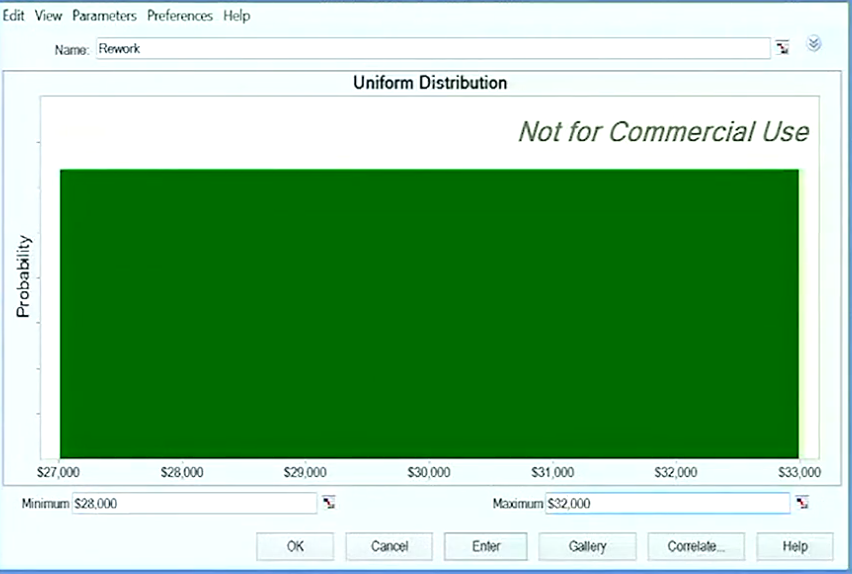 Edit View Parameters Preferences Help
Name: Rework
Uniform Distribution
Not for Commercial Use
Probability
$27,000 $28,000 $29,000 $30,000 $31,000 $32,000 $33,000
Minimum $28,000 Maximum $32,000
OK Cancel Enter Gallery Correlate... Help